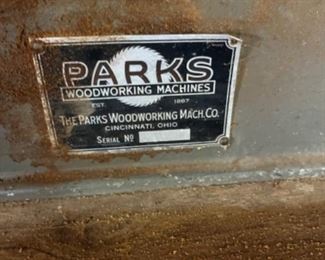 PARKS
WOODWORKING MACHINES
EST. 1887
THE PARKS WOODWORKING MACH. CO.
CINCINNATI, OHIO
SERIAL NO